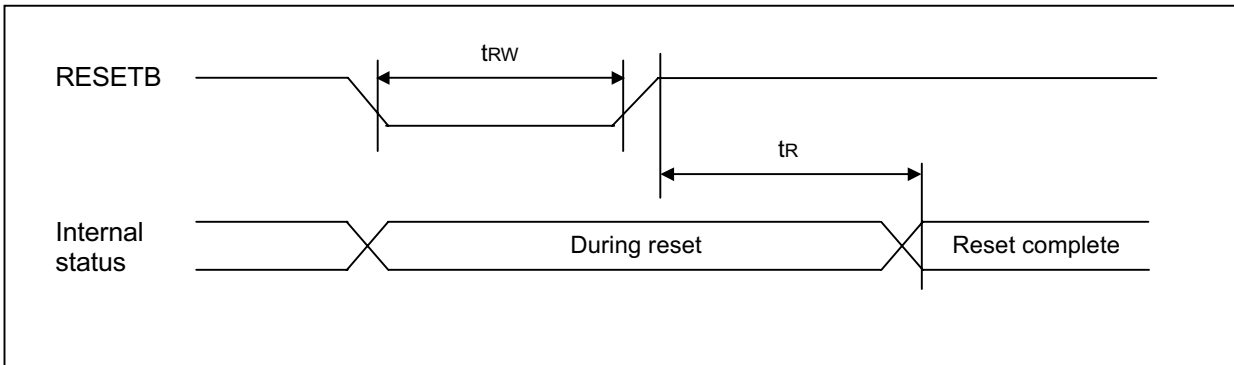 tRW
RESETB
tR
Internal
status
During reset
Reset complete